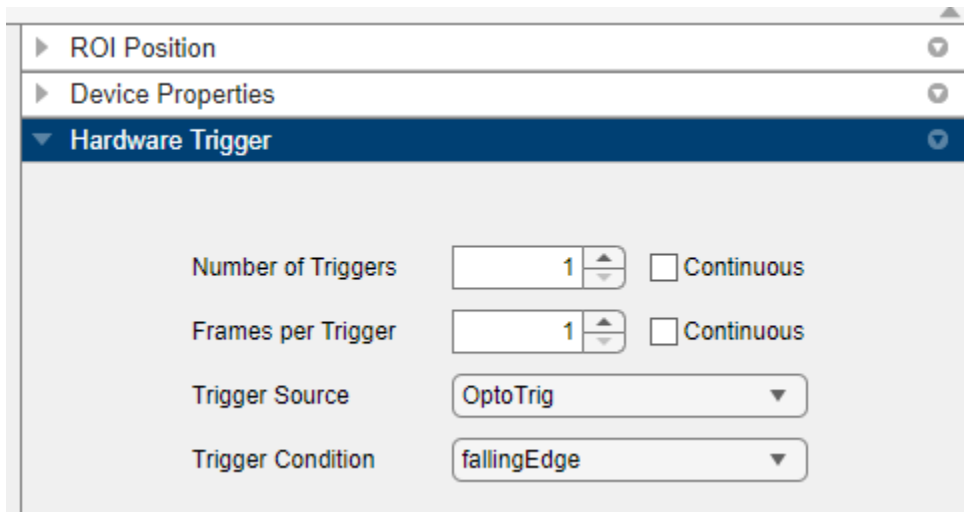 ROI Position
Device Properties
Hardware Trigger
Number of Triggers 1 Continuous
Frames per Trigger 1 Continuous
Trigger Source OptoTrig
Trigger Condition fallingEdge